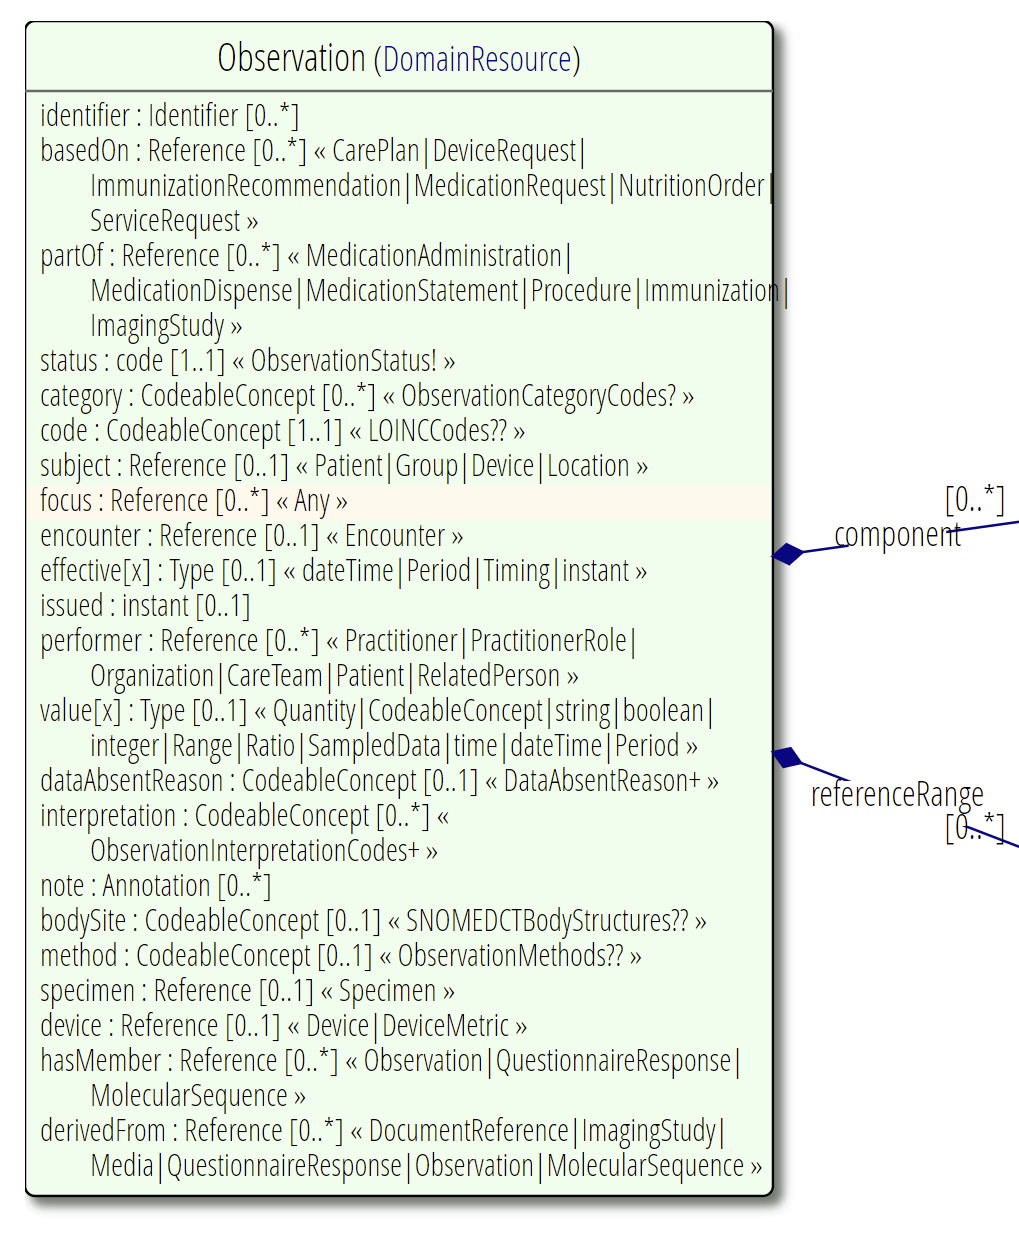 Observation (DomainResource)
identifier : Identifier [0..*]
basedOn : Reference [0..*] « CarePlan|DeviceRequest|
ImmunizationRecommendation|MedicationRequest|NutritionOrder|
ServiceRequest »
partOf : Reference [0..*] « MedicationAdministration|
MedicationDispense|MedicationStatement|Procedure|Immunization|
ImagingStudy »
status : code [1..1] « ObservationStatus! »
category : CodeableConcept [0..*] « ObservationCategoryCodes? »
code : CodeableConcept [1..1] « LOINCCodes?? »
subject : Reference [0..1] « Patient|Group|Device|Location »
focus : Reference [0..*] « Any »
encounter : Reference [0..1] « Encounter »
effective[x] : Type [0..1] « dateTime|Period|Timing|instant »
issued : instant [0..1]
performer : Reference [0..*] « Practitioner|PractitionerRole|
Organization|CareTeam|Patient|RelatedPerson »
value[x] : Type [0..1] « Quantity|CodeableConcept|string|boolean|
integer|Range|Ratio|SampledData|time|dateTime|Period »
dataAbsentReason : CodeableConcept [0..1] « DataAbsentReason+ »
interpretation : CodeableConcept [0..*] «
ObservationInterpretationCodes+ »
note : Annotation [0..*]
bodySite : CodeableConcept [0..1] « SNOMEDCTBodyStructures?? »
method : CodeableConcept [0..1] « ObservationMethods?? »
specimen : Reference [0..1] « Specimen »
device : Reference [0..1] « Device|DeviceMetric »
hasMember : Reference [0..*] « Observation|QuestionnaireResponse|
MolecularSequence »
derivedFrom : Reference [0..*] « DocumentReference|ImagingStudy|
Media|QuestionnaireResponse|Observation|MolecularSequence »
[0..*]
component
referenceRange
[0..*]